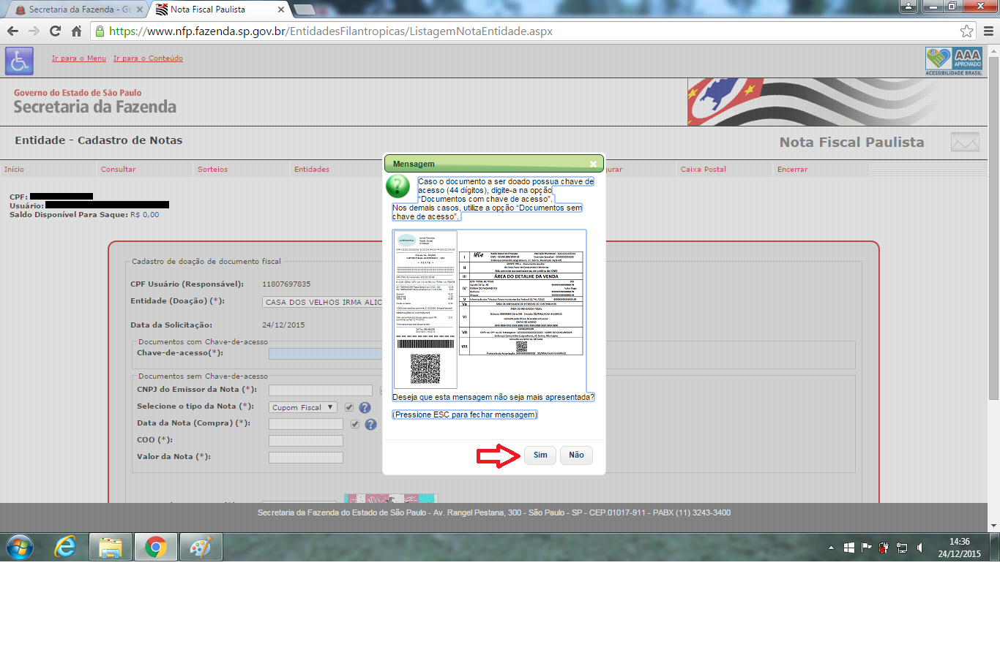 Secretaria da Fazenda - Go
Nota Fiscal Paulista
https://www.nfp.fazenda.sp.gov.br/EntidadesFilantropicas/ListagemNotaEntidade.aspx
Ir para o Menu Ir para o Conteúdo
AAA
APROVADO
ACESSIBILIDADE BRASIL
Governo do Estado de São Paulo
Secretaria da Fazenda
Entidade - Cadastro de Notas
Nota Fiscal Paulista
Início Consultar Sorteios Entidades urar Caixa Postal Encerrar
CPF:
Usuário:
Saldo Disponível Para Saque: R$ 0,00
Mensagem
Caso o documento a ser doado possua chave de
acesso (44 dígitos), digite-a na opção
“Documentos com chave de acesso”.
Nos demais casos, utilize a opção “Documentos sem
chave de acesso”.
ÁREA DO DETALHE DA VENDA
Deseja que esta mensagem não seja mais apresentada?
(Pressione ESC para fechar mensagem)
Sim Não
Cadastro de doação de documento fiscal
CPF Usuário (Responsável): 11807697835
Entidade (Doação) (*): CASA DOS VELHOS IRMA ALIC
Data da Solicitação: 24/12/2015
Documentos com Chave-de-acesso
Chave-de-acesso(*):
Documentos sem Chave-de-acesso
CNPJ do Emissor da Nota (*):
Selecione o tipo da Nota (*): Cupom Fiscal
Data da Nota (Compra) (*):
COO (*):
Valor da Nota (*):
Secretaria da Fazenda do Estado de São Paulo - Av. Rangel Pestana, 300 - São Paulo - SP - CEP.01017-911 - PABX (11) 3243-3400
14:36
24/12/2015